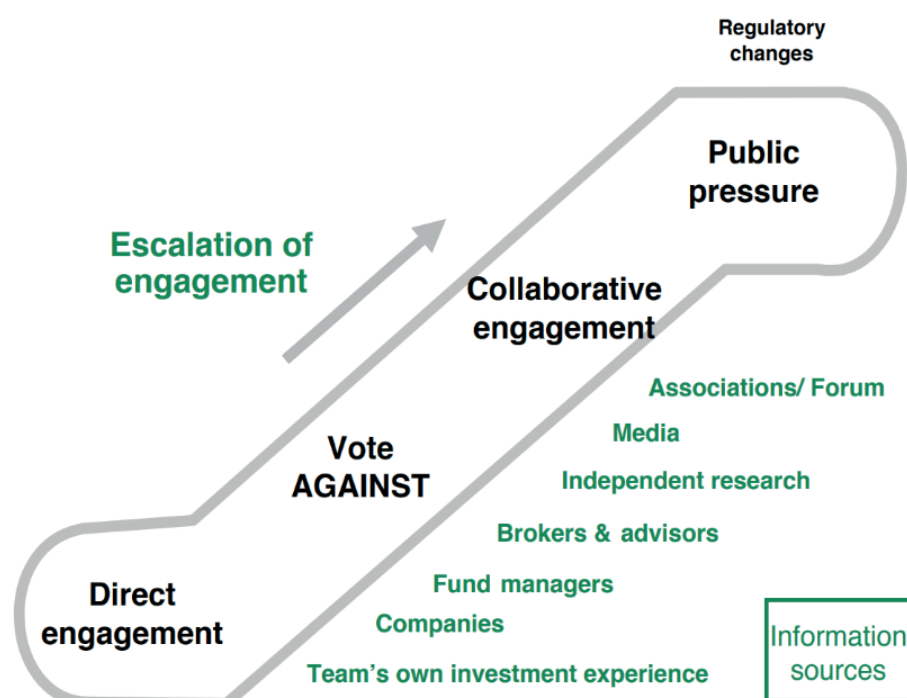 Regulatory
changes
Public
pressure
Escalation of
engagement
Collaborative
engagement
Associations/ Forum
Media
Vote
AGAINST
Independent research
Brokers & advisors
Fund managers
Direct
engagement
Companies
Team's own investment experience
Information
sources